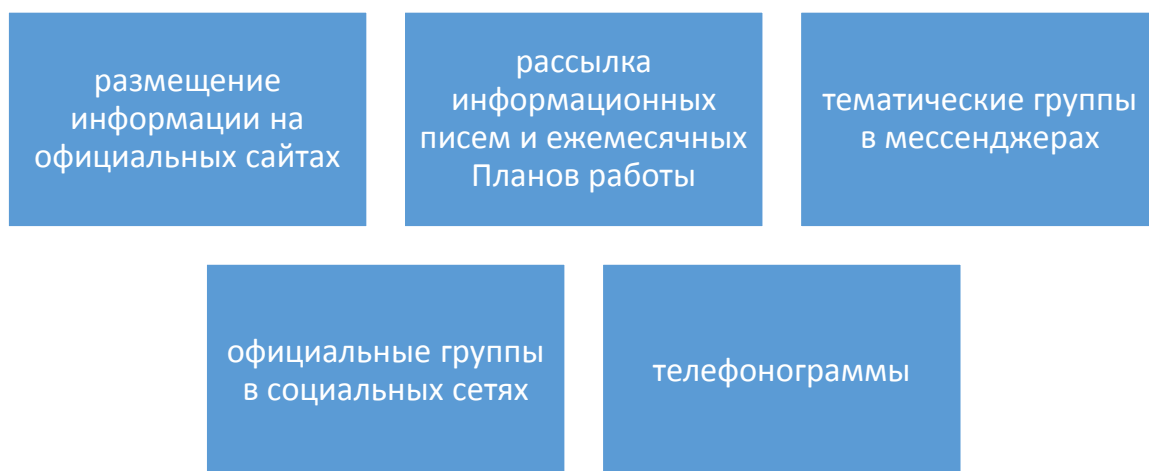 размещение
информации на
официальных сайтах
рассылка
информационных
писем и ежемесячных
Планов работы
тематические группы
в мессенджерах
официальные группы
в социальных сетях
телефонограммы